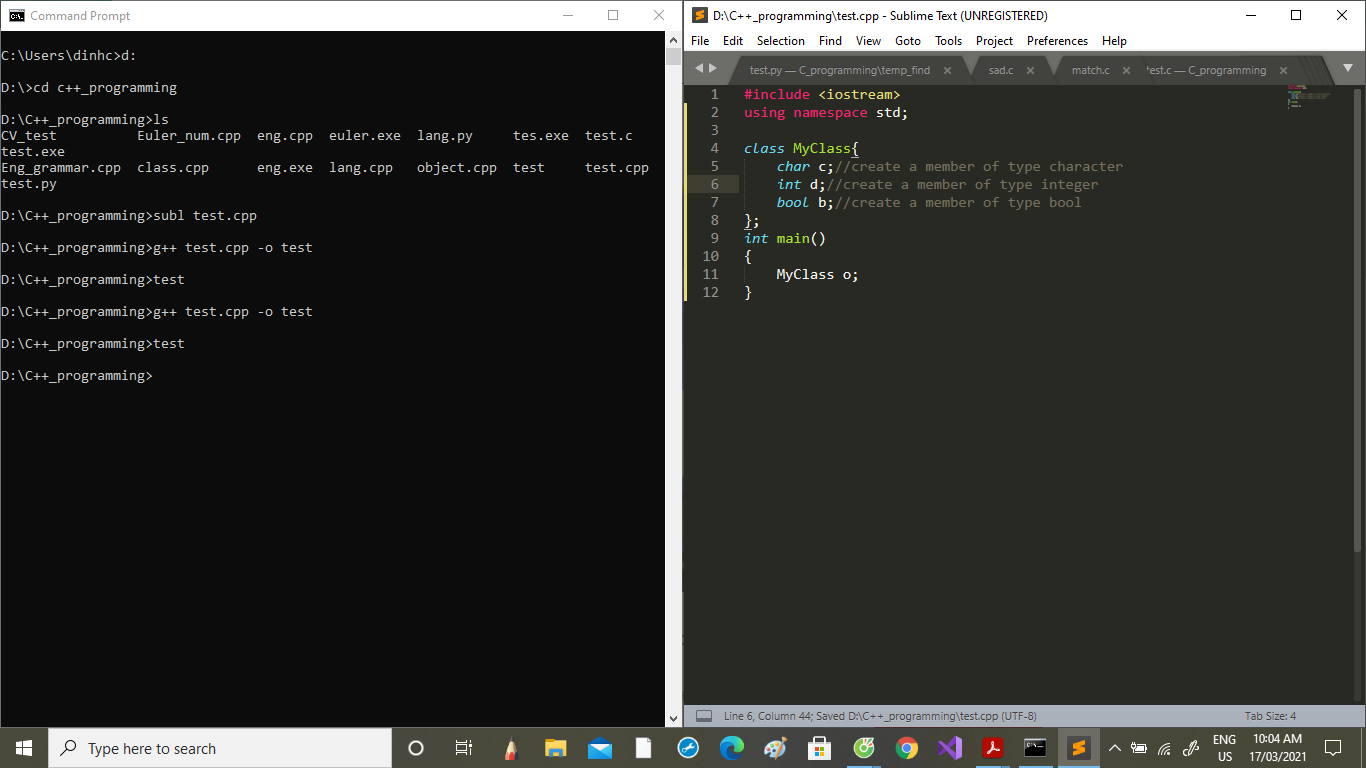 Command Prompt
C:\Users\dinhc>d:
D:\>cd c++_programming
D:\C++_programming>ls
CV_test Euler_num.cpp eng.cpp euler.exe lang.py tes.exe test.c
test.exe
Eng_grammar.cpp class.cpp eng.exe lang.cpp object.cpp test test.cpp
test.py
D:\C++_programming>subl test.cpp
D:\C++_programming>g++ test.cpp -o test
D:\C++_programming>test
D:\C++_programming>g++ test.cpp -o test
D:\C++_programming>test
D:\C++_programming>
D:\C++_programming\test.cpp - Sublime Text (UNREGISTERED)
File Edit Selection Find View Goto Tools Project Preferences Help
test.py — C_programming\temp_find sad.c match.c test.c — C_programming
1 #include <iostream>
2 using namespace std;
3
4 class MyClass{
5 char c;//create a member of type character
6 int d;//create a member of type integer
7 bool b;//create a member of type bool
8 };
9 int main()
10 {
11 MyClass o;
12 }
Line 6, Column 44; Saved D:\C++_programming\test.cpp (UTF-8) Tab Size: 4
Type here to search
ENG
US
10:04 AM
17/03/2021